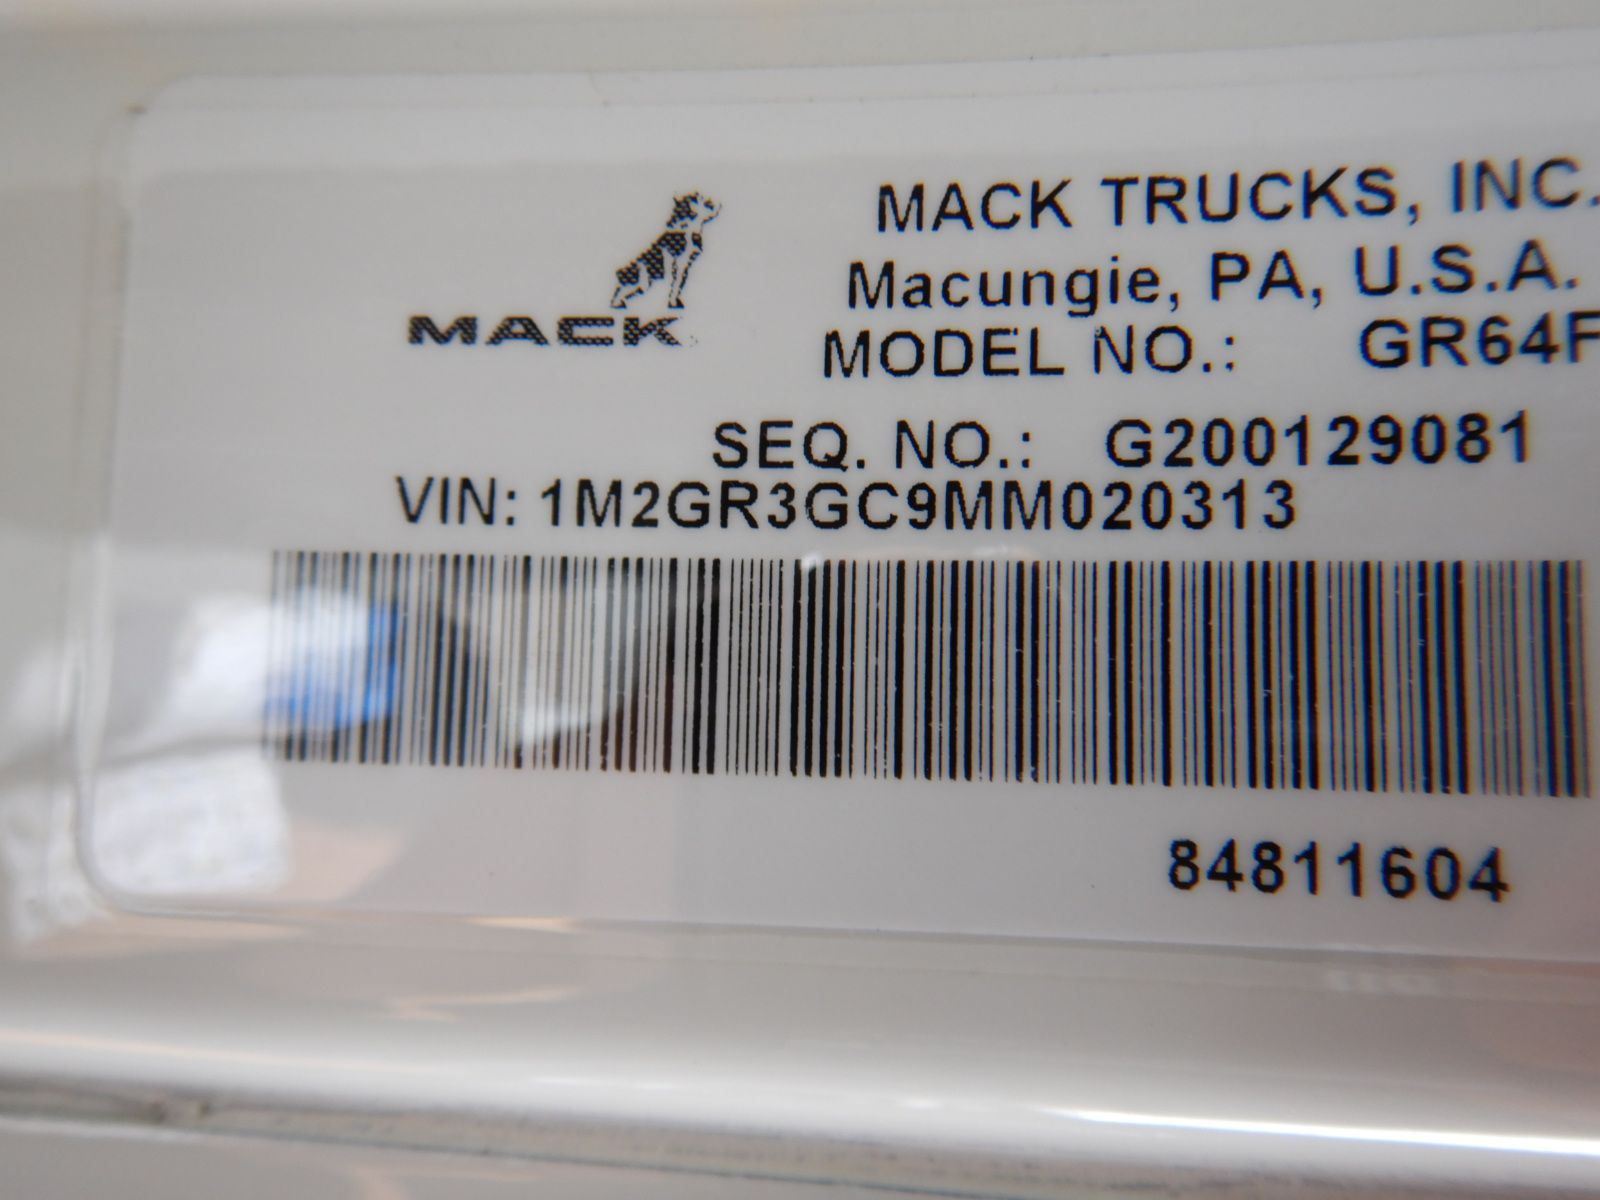 MACK
MACK TRUCKS, INC.
Macungie, PA, U.S.A.
MODEL NO.: GR64F
SEQ. NO.: G200129081
VIN: 1M2GR3GC9MM020313
84811604